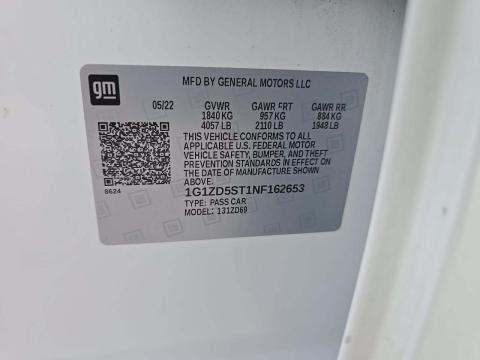 gm
MFD BY GENERAL MOTORS LLC
05/22 GVWR GAWR FRT GAWR RR
1840 KG 957 KG 884 KG
4057 LB 2110 LB 1948 LB
THIS VEHICLE CONFORMS TO ALL
APPLICABLE U.S. FEDERAL MOTOR
VEHICLE SAFETY, BUMPER, AND THEFT
PREVENTION STANDARDS IN EFFECT ON
THE DATE OF MANUFACTURE SHOWN
ABOVE.
8624
1G1ZD5ST1NF162653
TYPE: PASS CAR
MODEL: 131ZD69